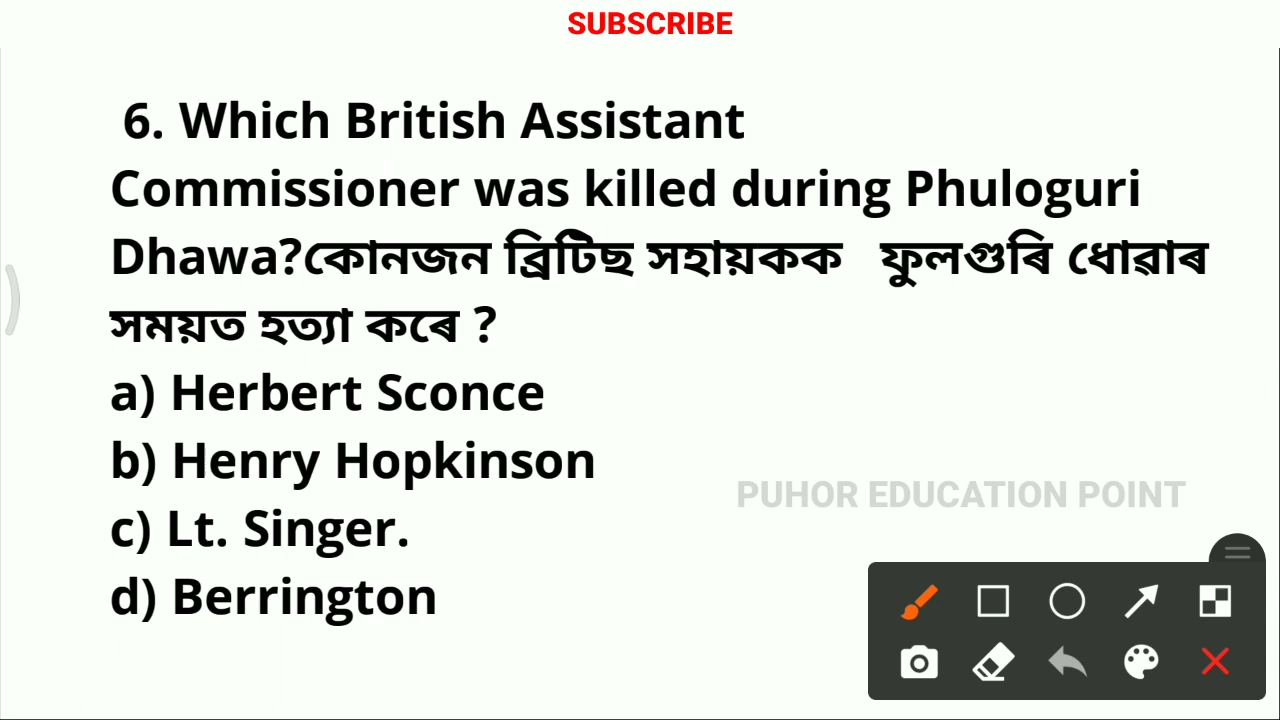 SUBSCRIBE
6. Which British Assistant
Commissioner was killed during Phuloguri
Dhawa?কোনজন ব্ৰিটিছ সহায়কক ফুলগুৰি ধোৱাৰ
সময়ত হত্যা কৰে ?
a) Herbert Sconce
b) Henry Hopkinson
c) Lt. Singer.
d) Berrington
PUHOR EDUCATION POINT